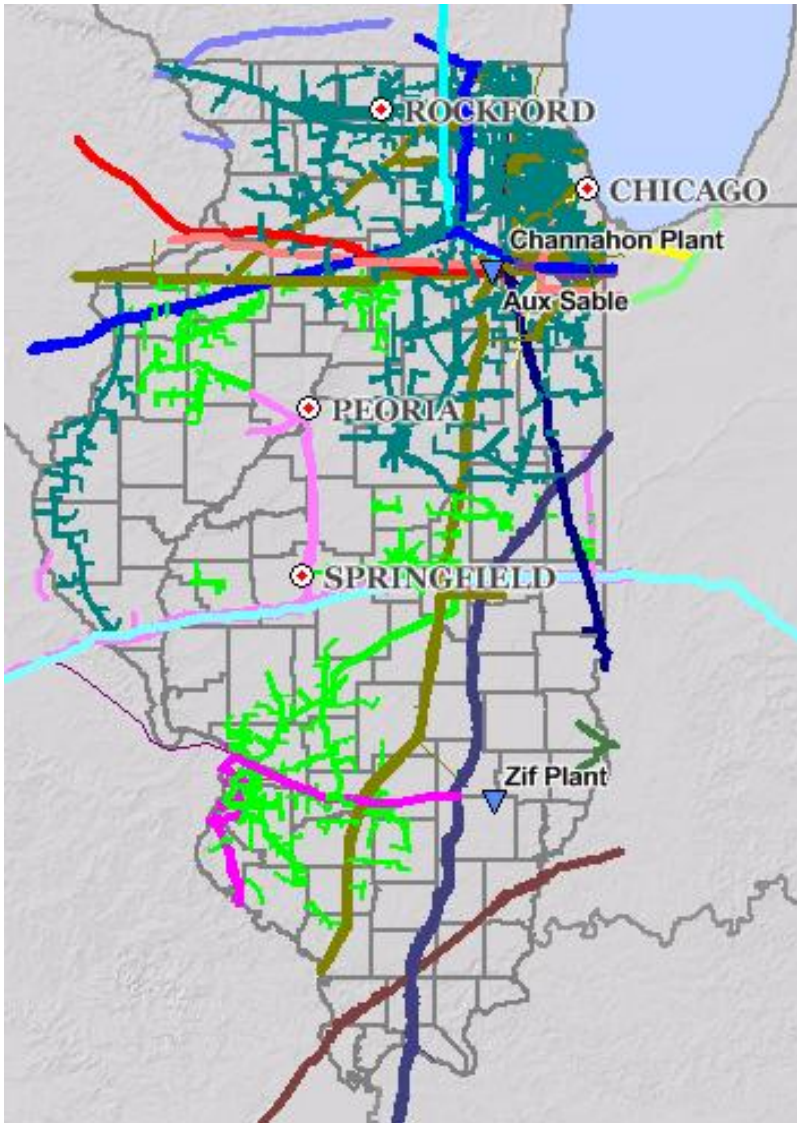 ROCKFORD
CHICAGO
Channahon Plant
Aux Sable
PEORIA
SPRINGFIELD
Zif Plant